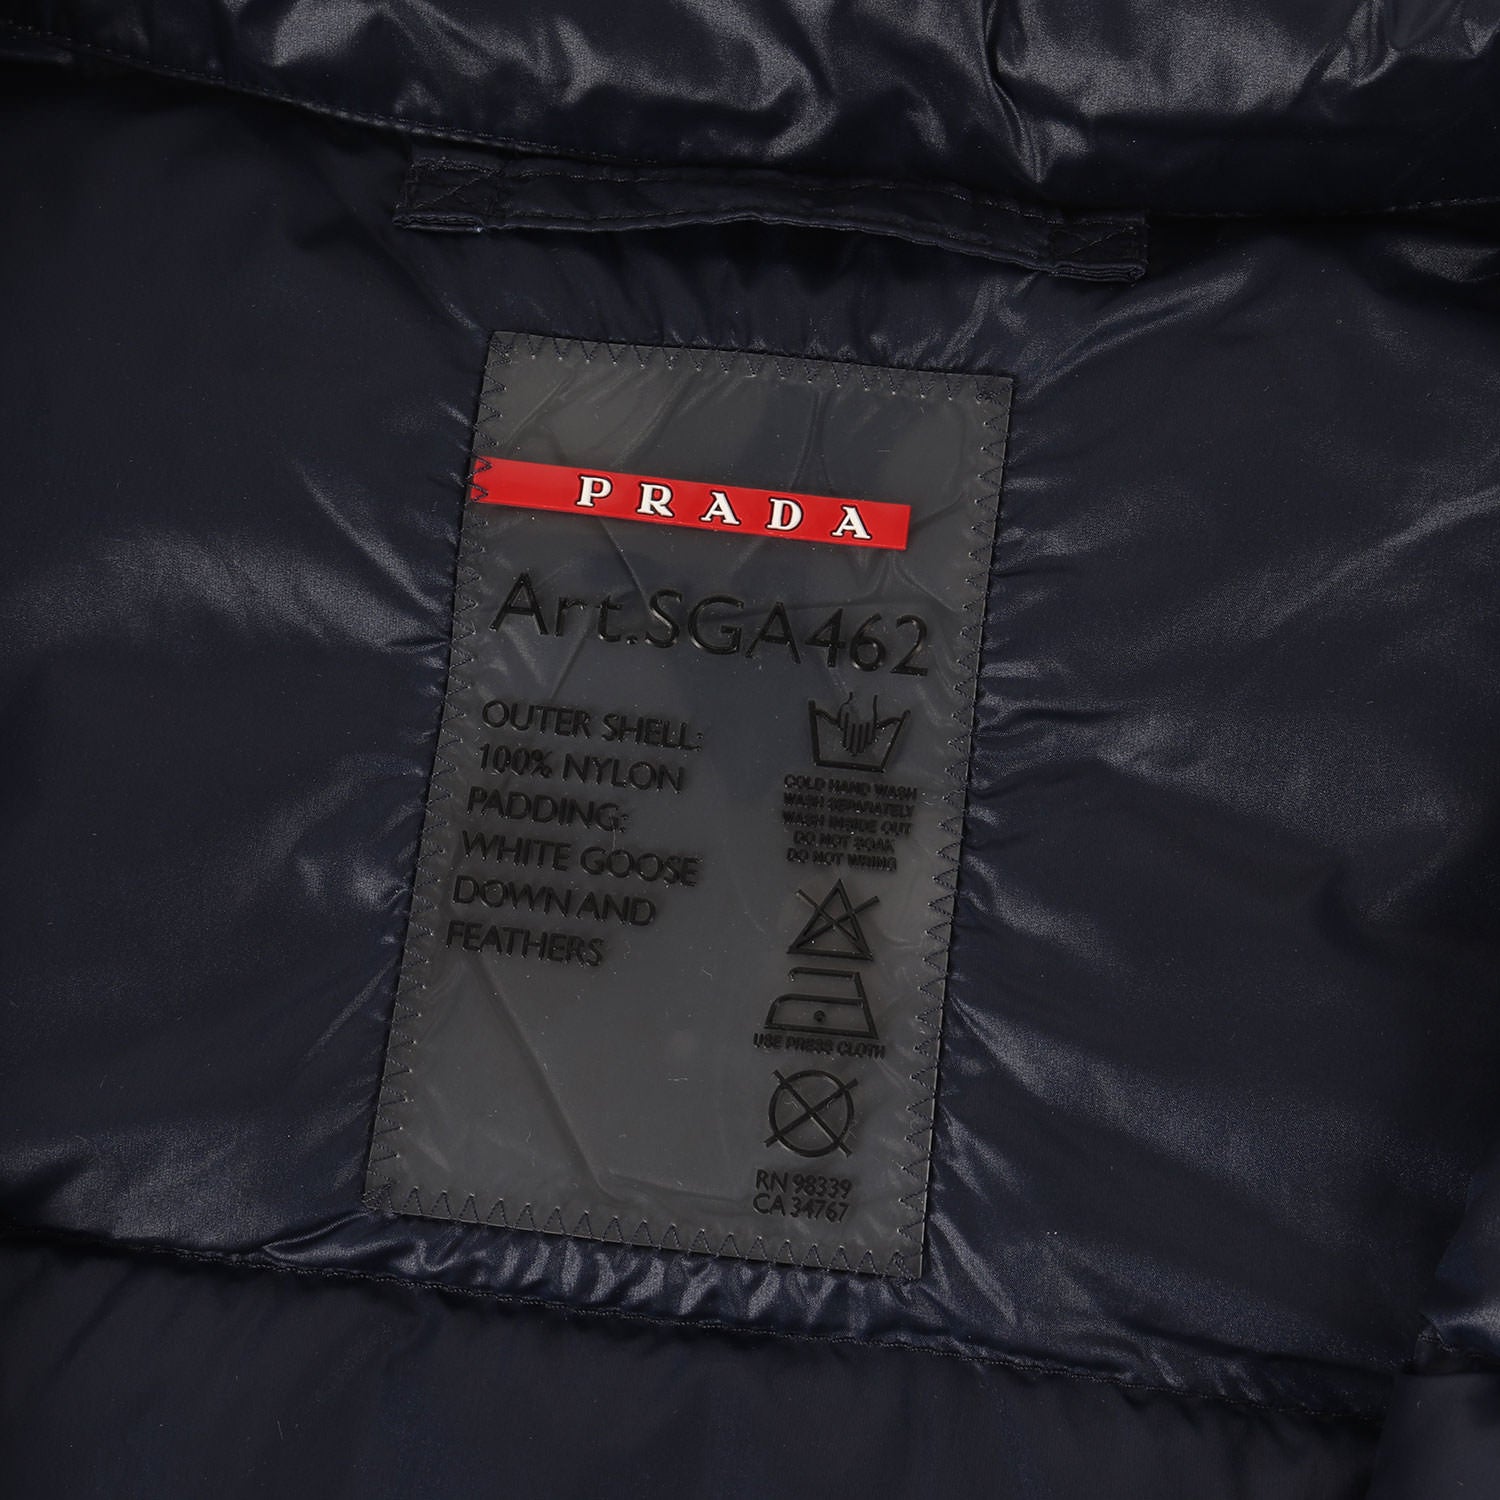 PRADA
Art.SGA462
OUTER SHELL:
100% NYLON
PADDING:
WHITE GOOSE
DOWN AND
FEATHERS
COLD HAND WASH
WASH SEPARATELY
WASH INSIDE OUT
DO NOT SOAK
DO NOT WRING
USE PRESS CLOTH
RN 98339
CA 34767